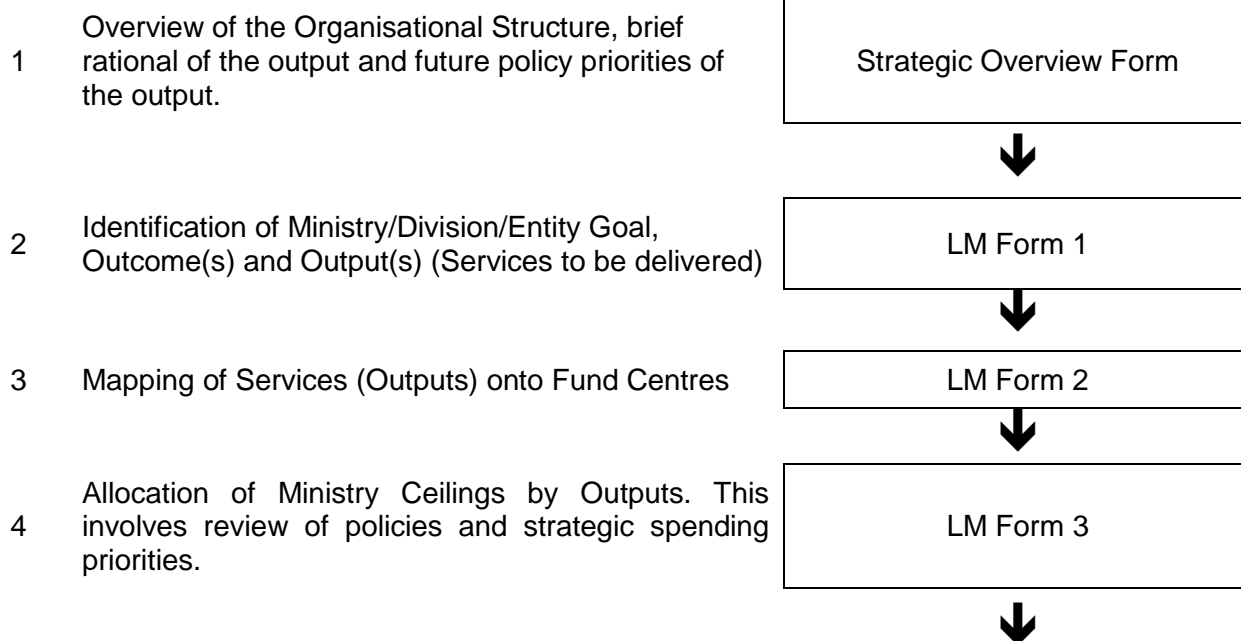 Overview of the Organisational Structure, brief
1 rational of the output and future policy priorities of
the output.
Strategic Overview Form
2 Identification of Ministry/Division/Entity Goal,
Outcome(s) and Output(s) (Services to be delivered)
LM Form 1
3 Mapping of Services (Outputs) onto Fund Centres
LM Form 2
Allocation of Ministry Ceilings by Outputs. This
4 involves review of policies and strategic spending
priorities.
LM Form 3